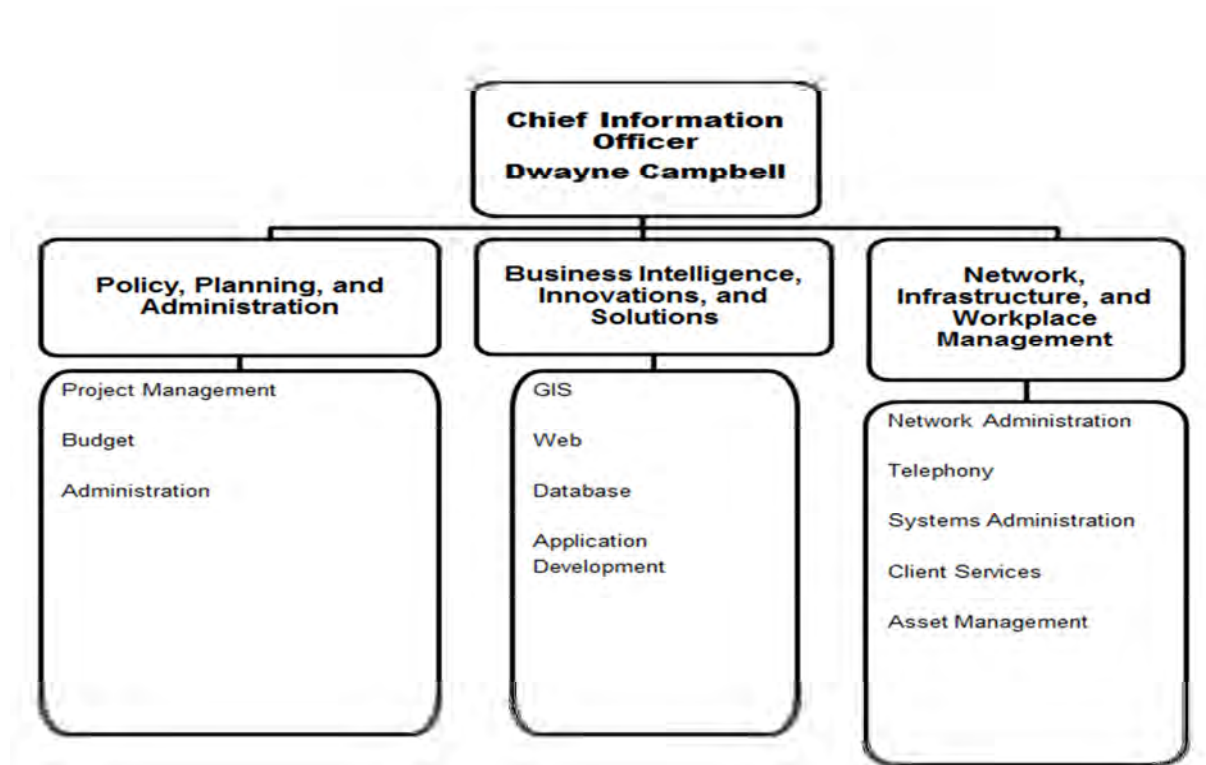 Chief Information
Officer
Dwayne Campbell
Policy, Planning, and
Administration
Business Intelligence,
Innovations, and
Solutions
Network,
Infrastructure, and
Workplace
Management
Project Management
Budget
Administration
GIS
Web
Database
Application
Development
Network Administration
Telephony
Systems Administration
Client Services
Asset Management